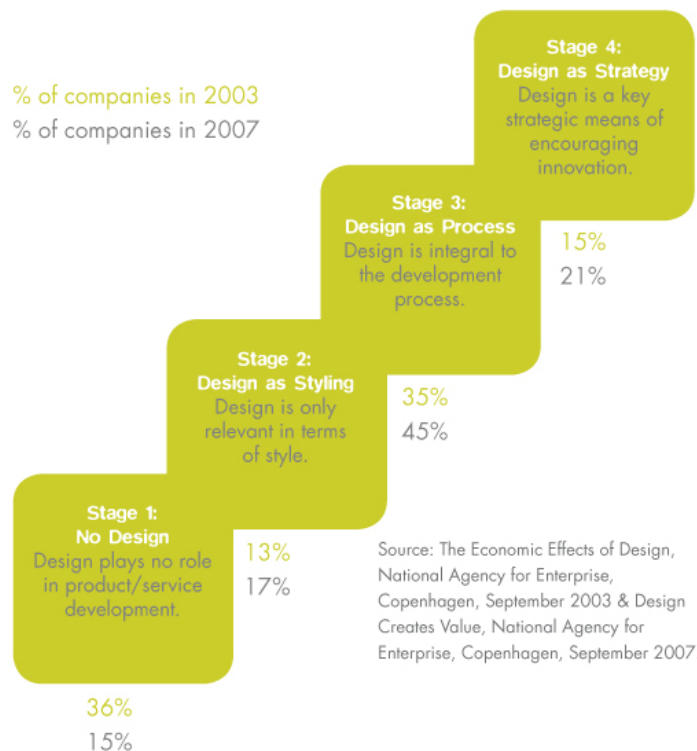 % of companies in 2003
% of companies in 2007
Stage 4:
Design as Strategy
Design is a key
strategic means of
encouraging
innovation.
15%
21%
Stage 3:
Design as Process
Design is integral to
the development
process.
35%
45%
Stage 2:
Design as Styling
Design is only
relevant in terms
of style.
13%
17%
Stage 1:
No Design
Design plays no role
in product/service
development.
36%
15%
Source: The Economic Effects of Design,
National Agency for Enterprise,
Copenhagen, September 2003 & Design
Creates Value, National Agency for
Enterprise, Copenhagen, September 2007